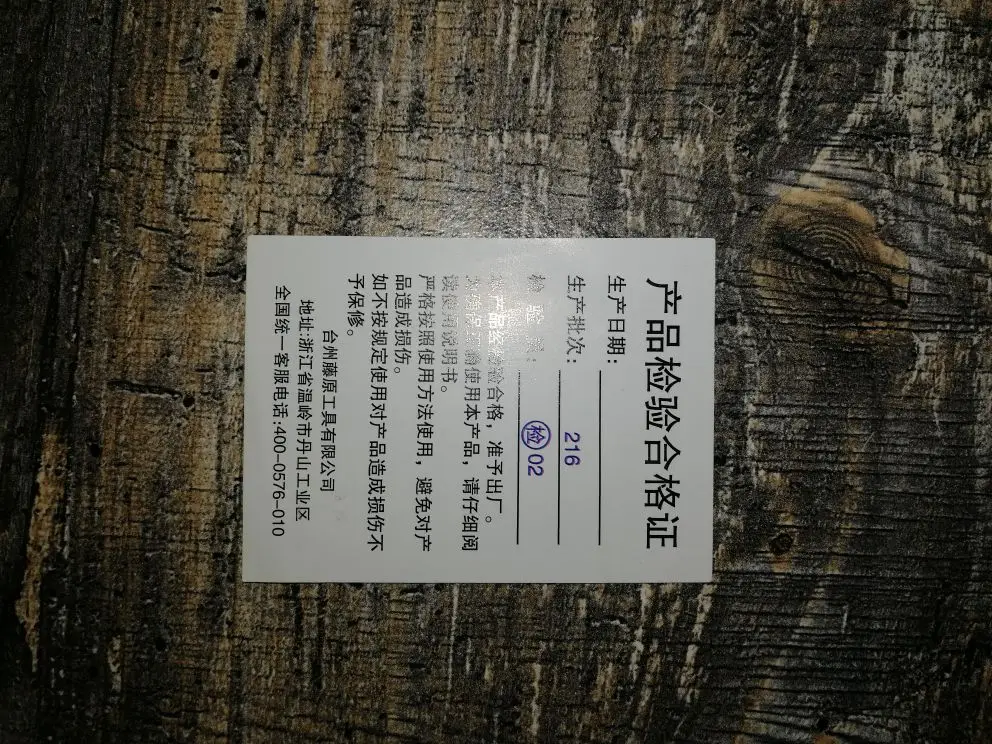 产品检验合格证
生产日期：
生产批次： 216
检验员： 检02
产品经检验合格，准予出厂。
为确保正确使用本产品，请仔细阅
读使用说明书。
严格按照使用方法使用，避免对产
品造成损伤。
如不按规定使用对产品造成损伤不
予保修。
台州藤原工具有限公司
地址:浙江省温岭市丹山工业区
全国统一客服电话:400-0576-010